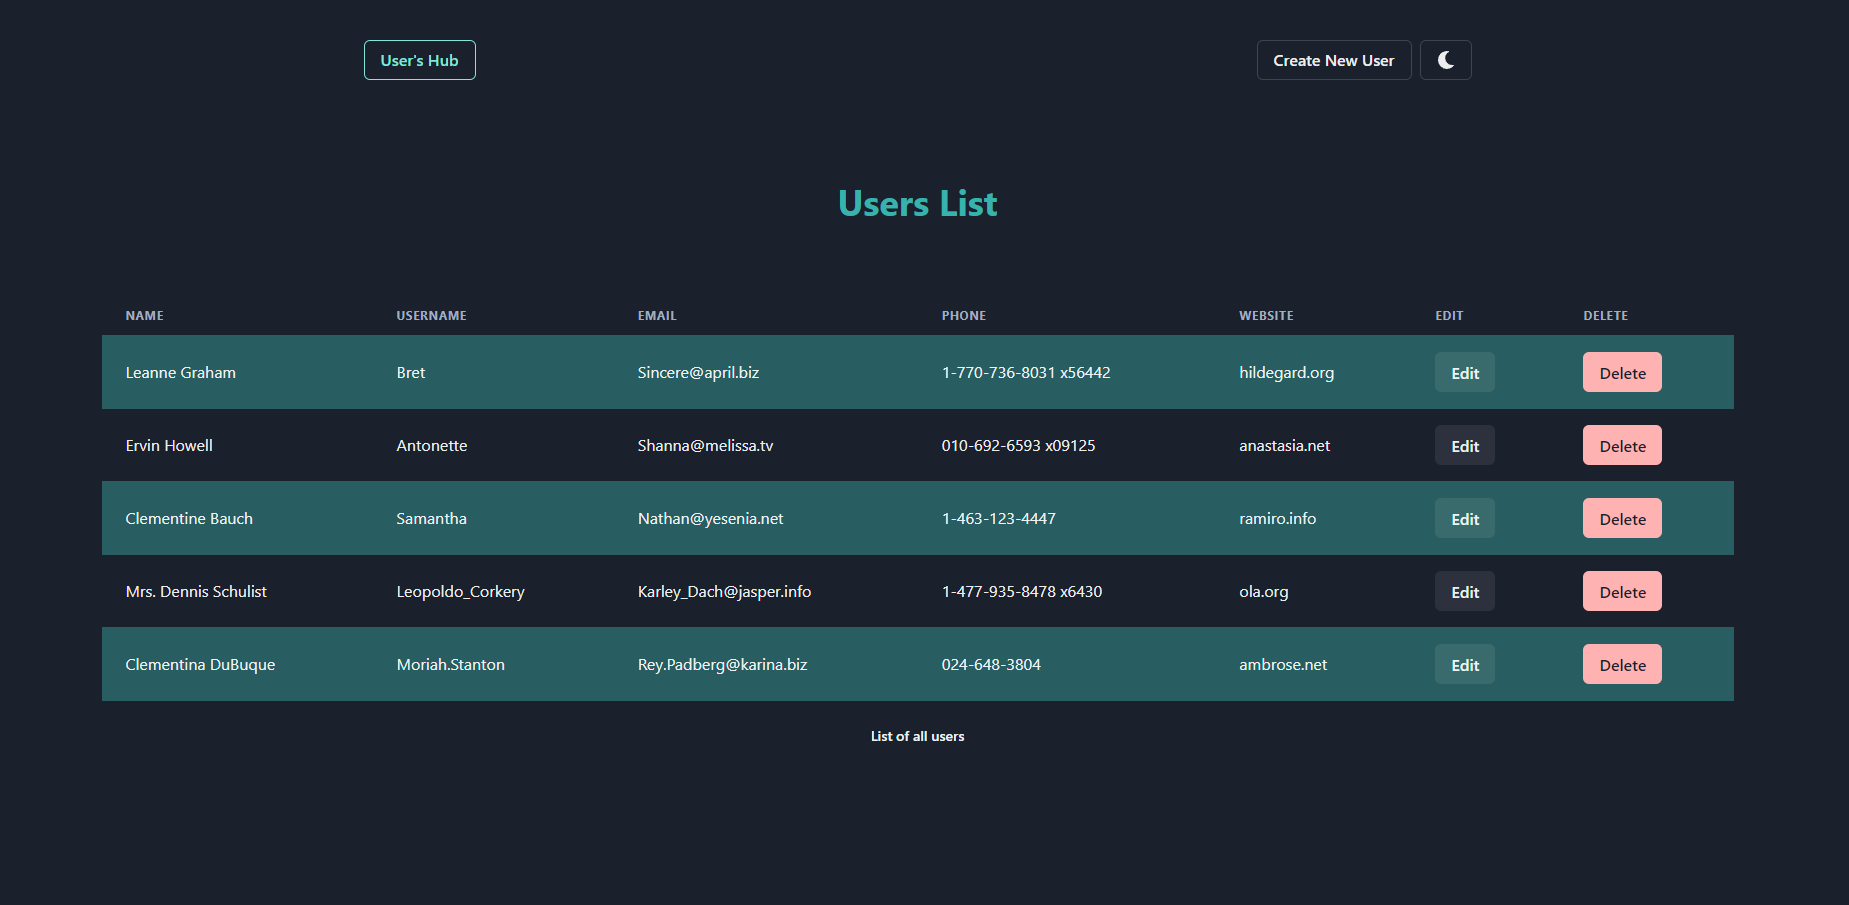 User's Hub Create New User
Users List
NAME USERNAME EMAIL PHONE WEBSITE EDIT DELETE
Leanne Graham Bret Sincere@april.biz 1-770-736-8031 x56442 hildegard.org Edit Delete
Ervin Howell Antonette Shanna@melissa.tv 010-692-6593 x09125 anastasia.net Edit Delete
Clementine Bauch Samantha Nathan@yesenia.net 1-463-123-4447 ramiro.info Edit Delete
Mrs. Dennis Schulist Leopoldo_Corkery Karley_Dach@jasper.info 1-477-935-8478 x6430 ola.org Edit Delete
Clementina DuBuque Moriah.Stanton Rey.Padberg@karina.biz 024-648-3804 ambrose.net Edit Delete
List of all users